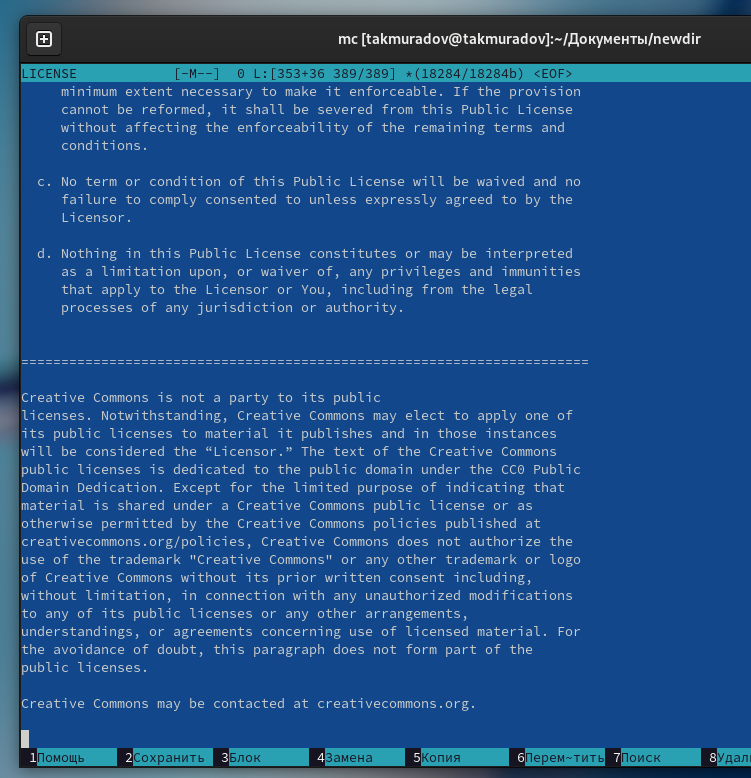 mc [takmuradov@takmuradov]:~/Документы/newdir
LICENSE            [-M--]  0 L:[353+36 389/389] *(18284/18284b) <EOF>
     minimum extent necessary to make it enforceable. If the provision
     cannot be reformed, it shall be severed from this Public License
     without affecting the enforceability of the remaining terms and
     conditions.

  c. No term or condition of this Public License will be waived and no
     failure to comply consented to unless expressly agreed to by the
     Licensor.

  d. Nothing in this Public License constitutes or may be interpreted
     as a limitation upon, or waiver of, any privileges and immunities
     that apply to the Licensor or You, including from the legal
     processes of any jurisdiction or authority.

=======================================================================

Creative Commons is not a party to its public
licenses. Notwithstanding, Creative Commons may elect to apply one of
its public licenses to material it publishes and in those instances
will be considered the “Licensor.” The text of the Creative Commons
public licenses is dedicated to the public domain under the CC0 Public
Domain Dedication. Except for the limited purpose of indicating that
material is shared under a Creative Commons public license or as
otherwise permitted by the Creative Commons policies published at
creativecommons.org/policies, Creative Commons does not authorize the
use of the trademark "Creative Commons" or any other trademark or logo
of Creative Commons without its prior written consent including,
without limitation, in connection with any unauthorized modifications
to any of its public licenses or any other arrangements,
understandings, or agreements concerning use of licensed material. For
the avoidance of doubt, this paragraph does not form part of the
public licenses.

Creative Commons may be contacted at creativecommons.org.

1Помощь 2Сохранить 3Блок 4Замена 5Копия 6Перем~тить 7Поиск 8Удал